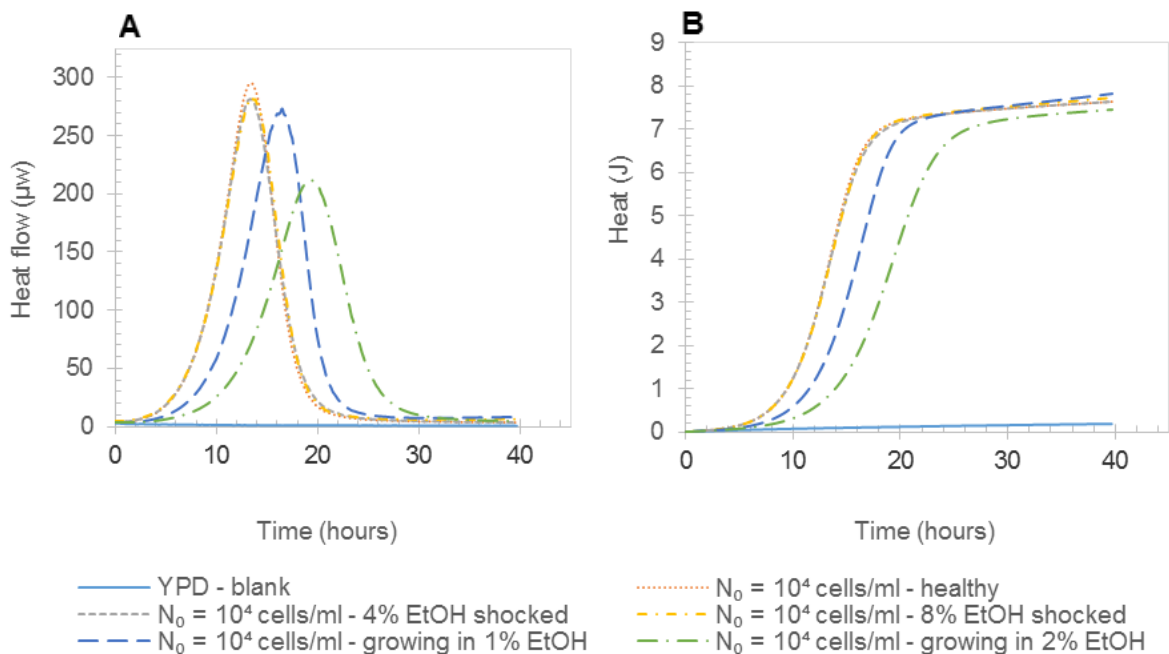 A
300
250
200
150
100
50
0
0
10
20
30
40
Heat flow (µw)
Time (hours)
B
9
8
7
6
5
4
3
2
1
0
0
10
20
30
40
Heat (J)
Time (hours)
YPD - blank
N₀ = 10⁴ cells/ml - healthy
N₀ = 10⁴ cells/ml - 4% EtOH shocked
N₀ = 10⁴ cells/ml - 8% EtOH shocked
N₀ = 10⁴ cells/ml - growing in 1% EtOH
N₀ = 10⁴ cells/ml - growing in 2% EtOH